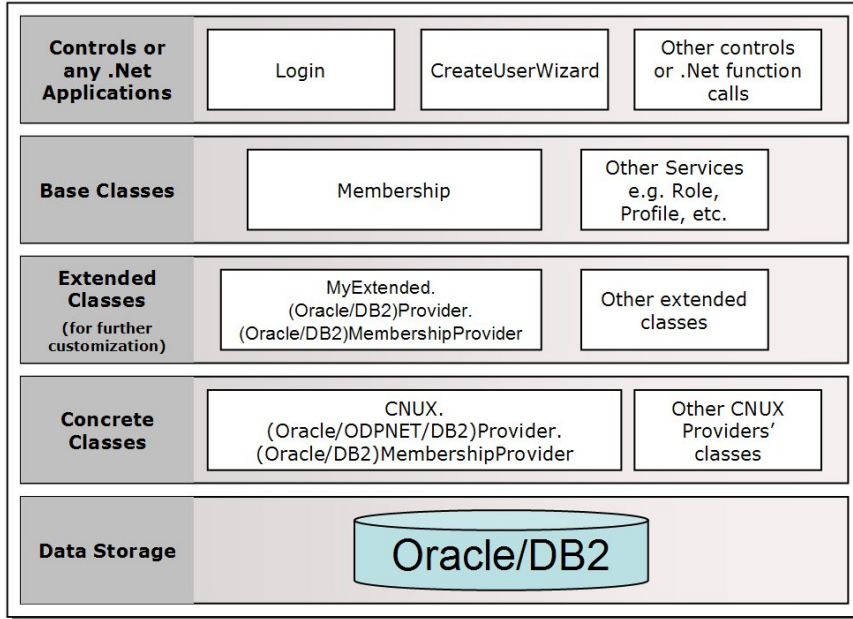 Controls or
any .Net
Applications
Login
CreateUserWizard
Other controls
or .Net function
calls
Base Classes
Membership
Other Services
e.g. Role,
Profile, etc.
Extended
Classes
(for further
customization)
MyExtended.
(Oracle/DB2)Provider.
(Oracle/DB2)MembershipProvider
Other extended
classes
Concrete
Classes
CNUX.
(Oracle/ODPNET/DB2)Provider.
(Oracle/DB2)MembershipProvider
Other CNUX
Providers’
classes
Data Storage
Oracle/DB2